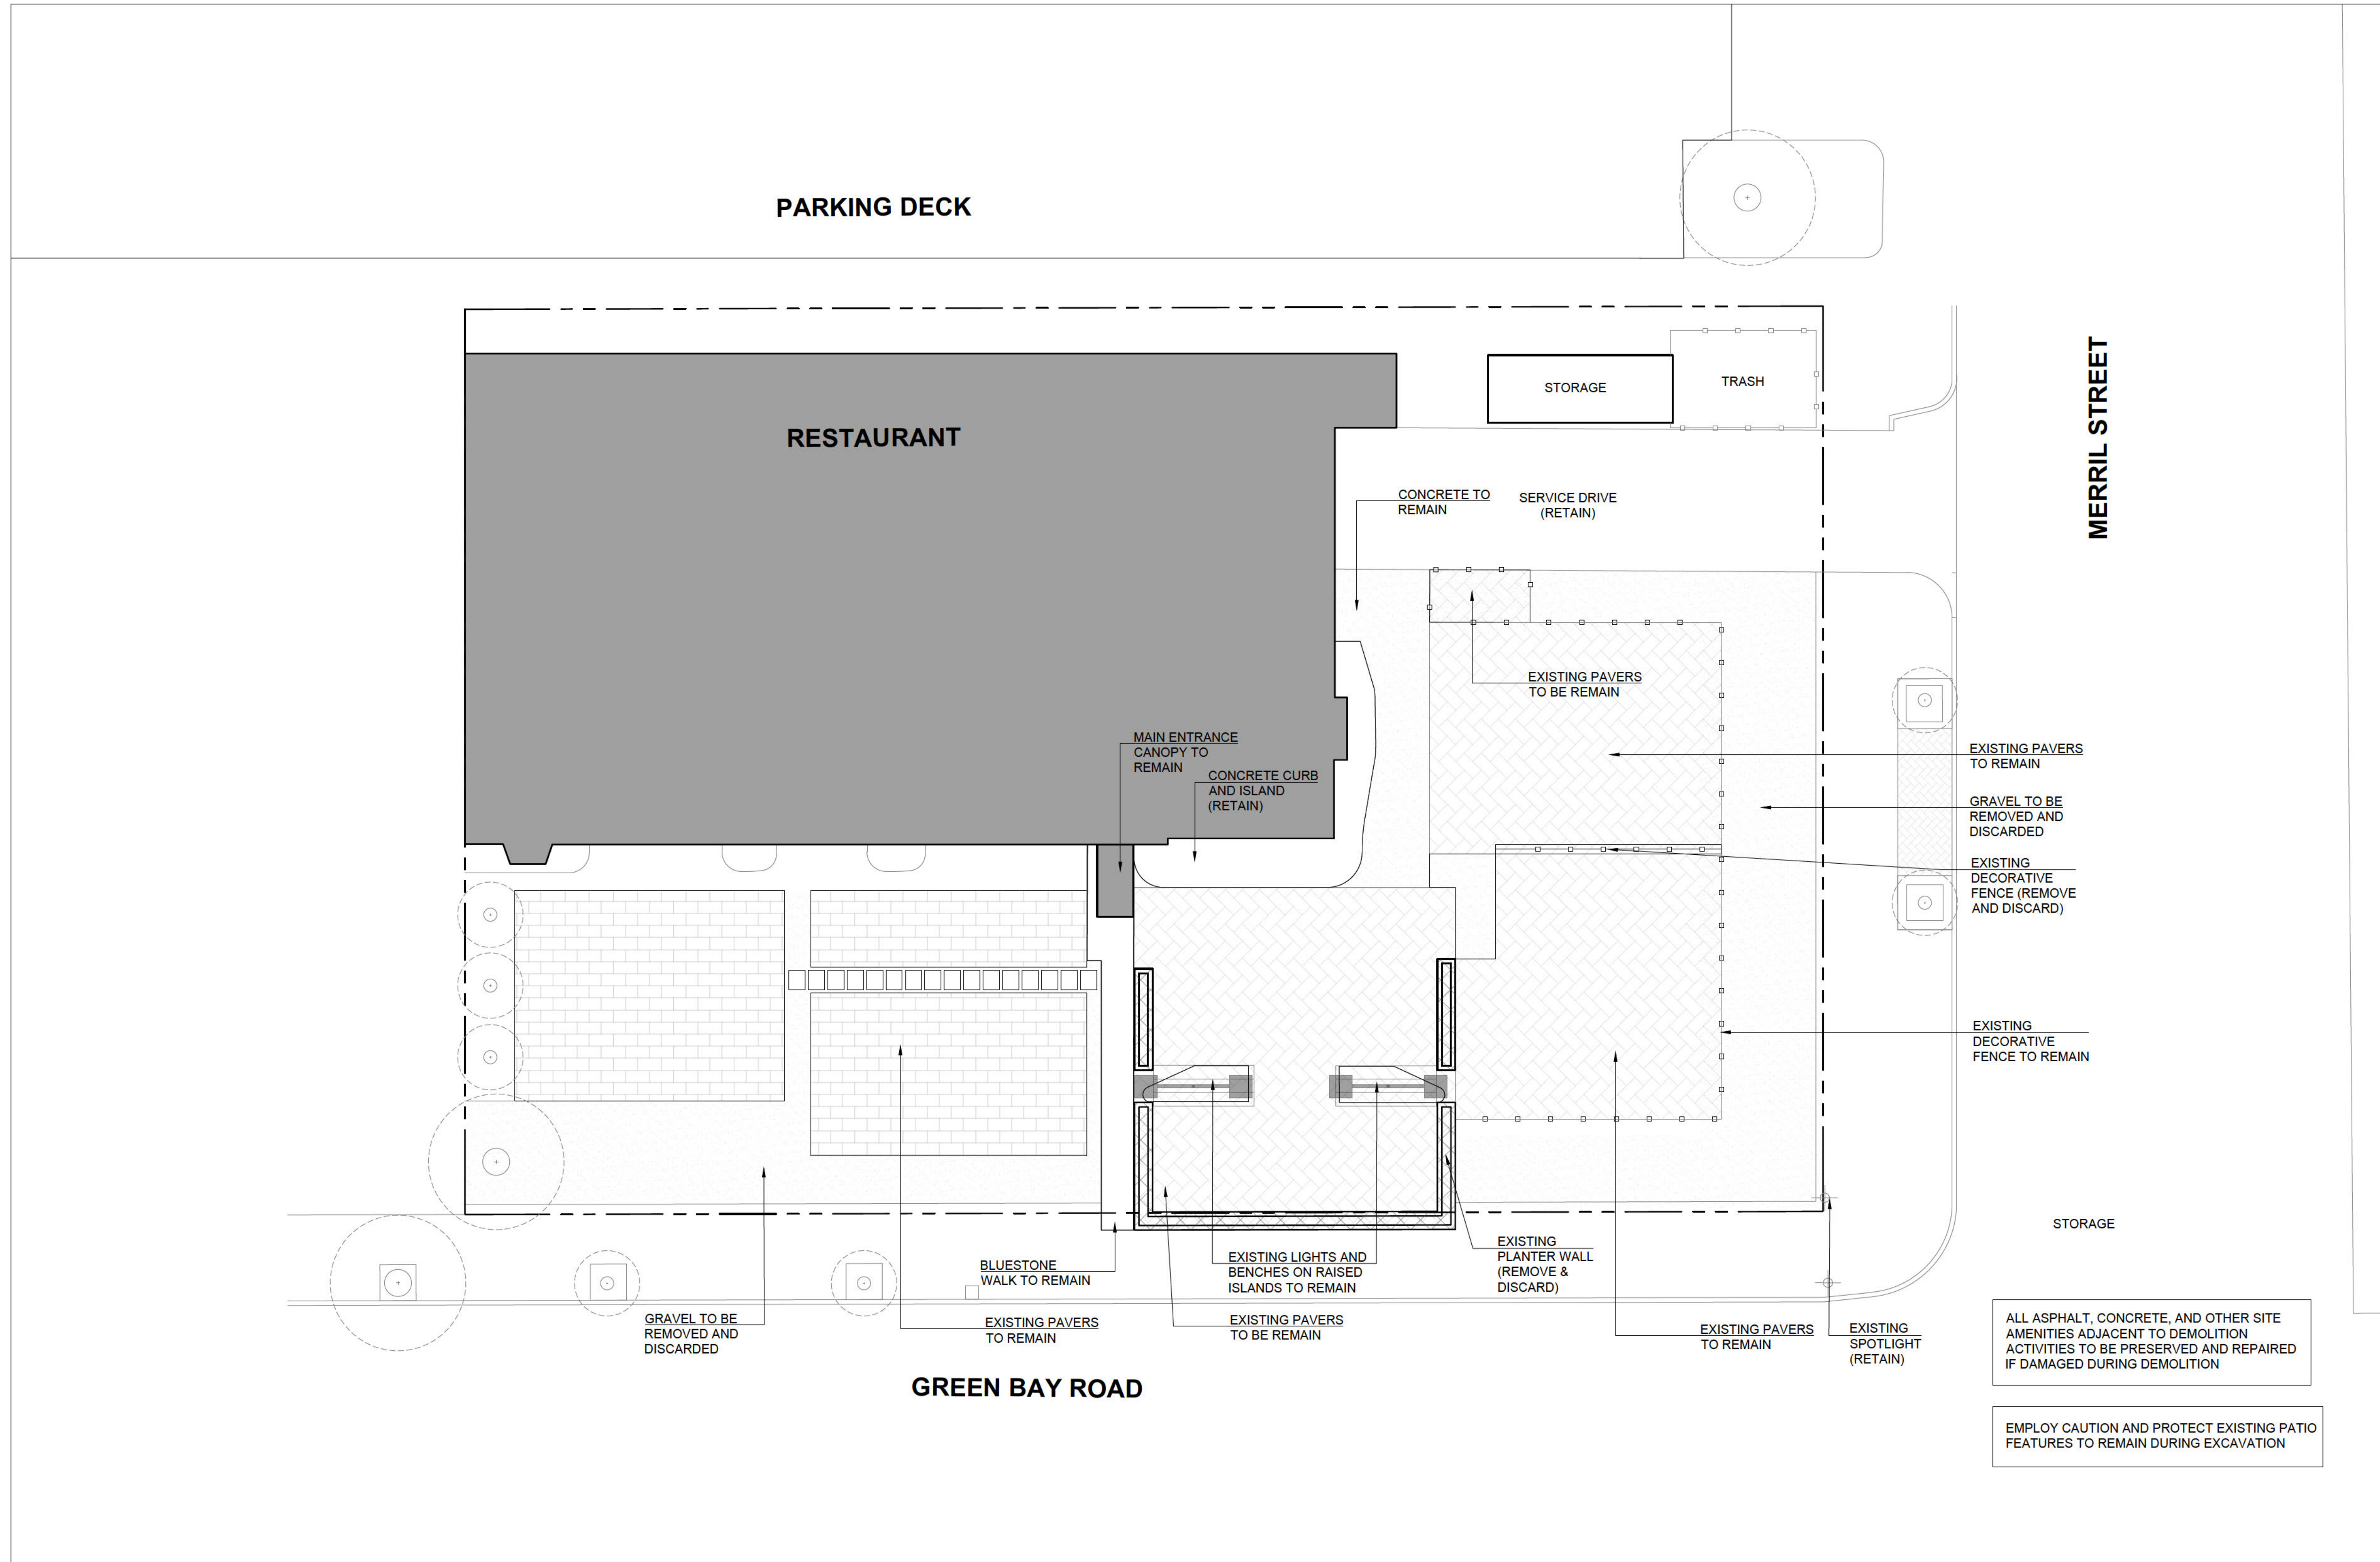 PARKING DECK
RESTAURANT
STORAGE
TRASH
MERRIL STREET
CONCRETE TO
REMAIN
SERVICE DRIVE
(RETAIN)
EXISTING PAVERS
TO BE REMAIN
MAIN ENTRANCE
CANOPY TO
REMAIN
CONCRETE CURB
AND ISLAND
(RETAIN)
EXISTING PAVERS
TO REMAIN
GRAVEL TO BE
REMOVED AND
DISCARDED
EXISTING
DECORATIVE
FENCE (REMOVE
AND DISCARD)
EXISTING
DECORATIVE
FENCE TO REMAIN
STORAGE
BLUESTONE
WALK TO REMAIN
EXISTING LIGHTS AND
BENCHES ON RAISED
ISLANDS TO REMAIN
EXISTING
PLANTER WALL
(REMOVE &
DISCARD)
GRAVEL TO BE
REMOVED AND
DISCARDED
EXISTING PAVERS
TO REMAIN
EXISTING PAVERS
TO BE REMAIN
EXISTING PAVERS
TO REMAIN
EXISTING
SPOTLIGHT
(RETAIN)
GREEN BAY ROAD
ALL ASPHALT, CONCRETE, AND OTHER SITE
AMENITIES ADJACENT TO DEMOLITION
ACTIVITIES TO BE PRESERVED AND REPAIRED
IF DAMAGED DURING DEMOLITION
EMPLOY CAUTION AND PROTECT EXISTING PATIO
FEATURES TO REMAIN DURING EXCAVATION